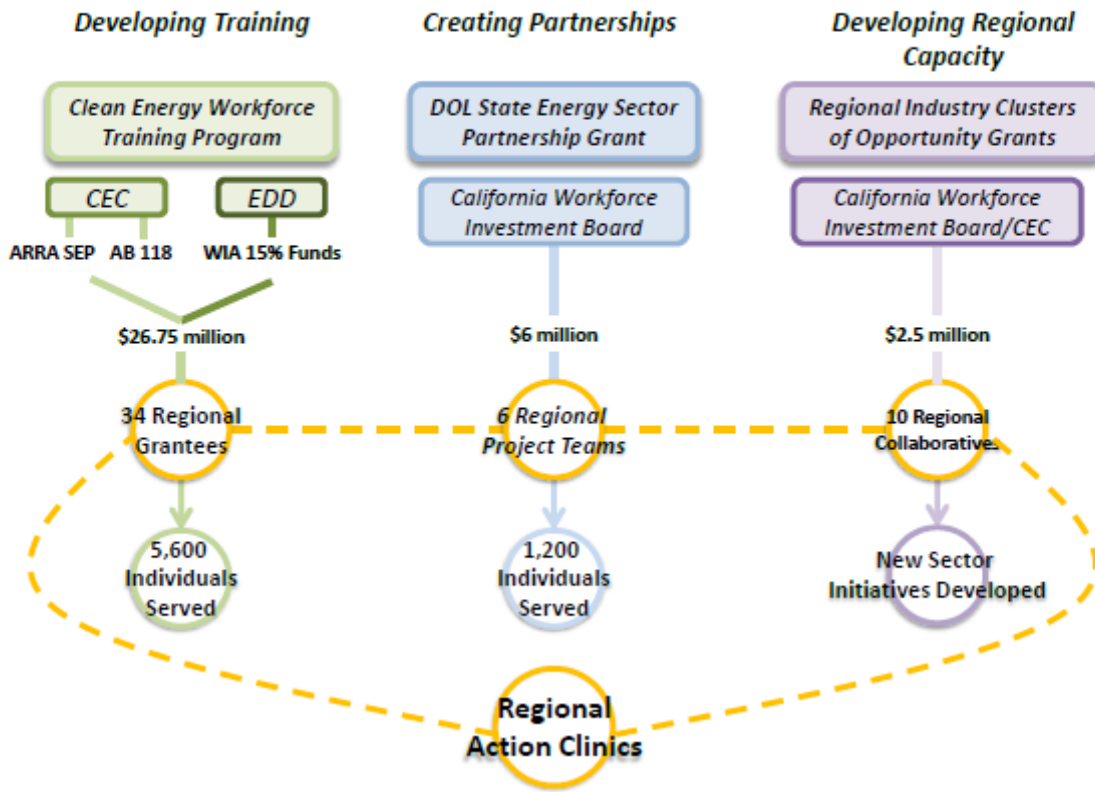 Developing Training
Creating Partnerships
Developing Regional
Capacity
Clean Energy Workforce
Training Program
DOL State Energy Sector
Partnership Grant
Regional Industry Clusters
of Opportunity Grants
CEC
EDD
California Workforce
Investment Board
California Workforce
Investment Board/CEC
ARRA SEP
AB 118
WIA 15% Funds
$26.75 million
$6 million
$2.5 million
34 Regional
Grantees
6 Regional
Project Teams
10 Regional
Collaboratives
5,600
Individuals
Served
1,200
Individuals
Served
New Sector
Initiatives Developed
Regional
Action Clinics